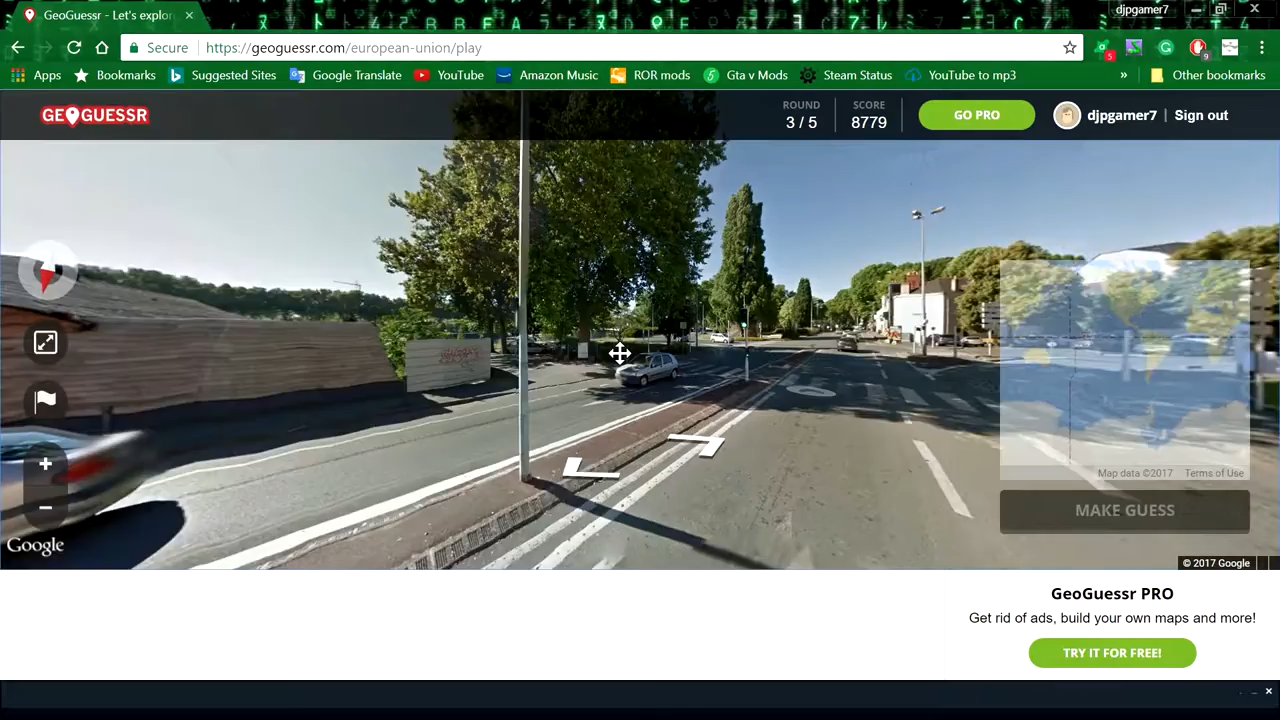 GeoGuessr - Let's explor
djpgamer7
Secure
https://geoguessr.com/european-union/play
5
9
Apps
Bookmarks
Suggested Sites
Google Translate
YouTube
Amazon Music
ROR mods
Gta v Mods
Steam Status
YouTube to mp3
»
Other bookmarks
GEOGUESSR
ROUND
3 / 5
SCORE
8779
GO PRO
djpgamer7 | Sign out
Map data ©2017 Terms of Use
MAKE GUESS
Google
© 2017 Google
GeoGuessr PRO
Get rid of ads, build your own maps and more!
TRY IT FOR FREE!